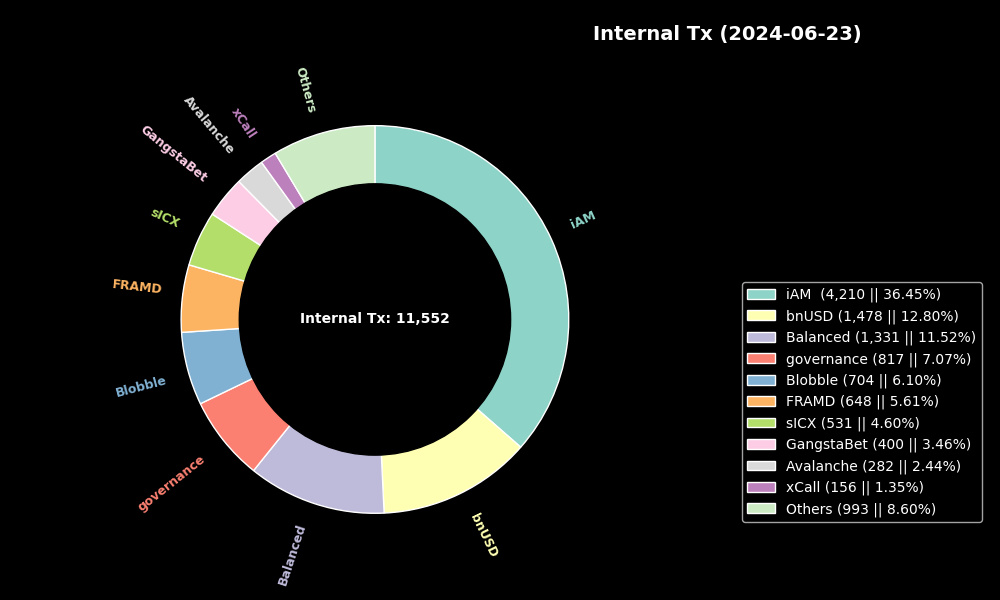 Internal Tx (2024-06-23)
Others
xCall
Avalanche
GangstaBet
sICX
FRAMD
Blobble
governance
Balanced
bnUSD
iAM
Internal Tx: 11,552
iAM  (4,210 || 36.45%)
bnUSD (1,478 || 12.80%)
Balanced (1,331 || 11.52%)
governance (817 || 7.07%)
Blobble (704 || 6.10%)
FRAMD (648 || 5.61%)
sICX (531 || 4.60%)
GangstaBet (400 || 3.46%)
Avalanche (282 || 2.44%)
xCall (156 || 1.35%)
Others (993 || 8.60%)